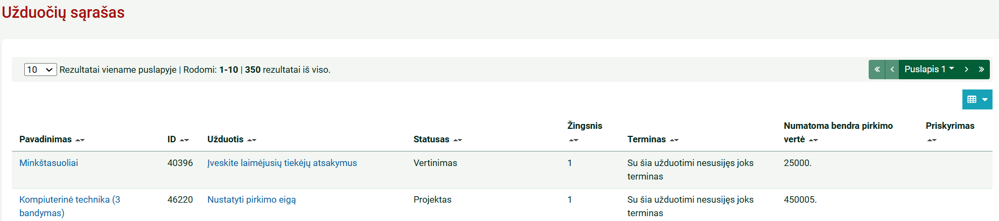 Užduočių sąrašas
10 Rezultatai viename puslapyje | Rodomi: 1-10 | 350 rezultatai iš viso.
« ‹ Puslapis 1 › »
Pavadinimas ID Užduotis Statusas Žingsnis Terminas Numatoma bendra pirkimo vertė Priskyrimas
Minkštasuoliai 40396 Įveskite laimėjusių tiekėjų atsakymus Vertinimas 1 Su šia užduotimi nesusijęs joks 25000.
terminas
Kompiuterinė technika (3 46220 Nustatyti pirkimo eigą Projektas 1 Su šia užduotimi nesusijęs joks 450005.
bandymas) terminas